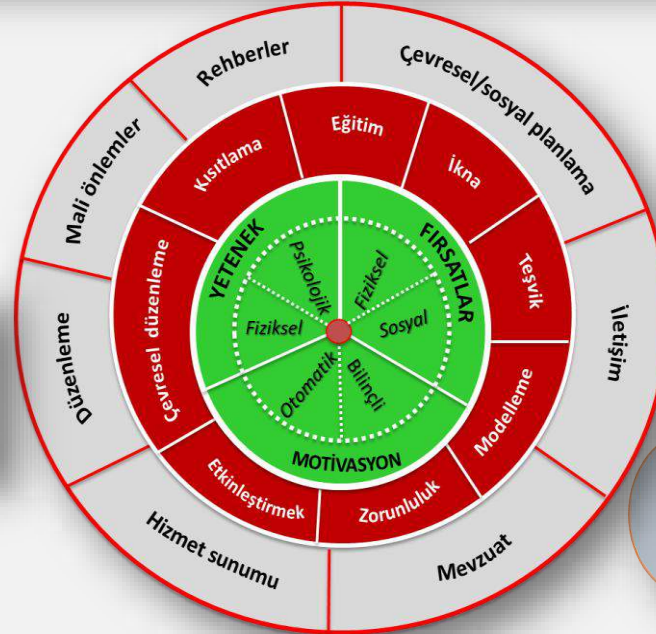 Rehberler
Çevresel/sosyal planlama
İletişim
Mevzuat
Hizmet sunumu
Düzenleme
Mali önlemler
Eğitim
İkna
Teşvik
Modelleme
Zorunluluk
Etkinleştirmek
Çevresel düzenleme
Kısıtlama
YETENEK
FIRSATLAR
MOTİVASYON
Psikolojik
Fiziksel
Fiziksel
Sosyal
Otomatik
Bilinçli